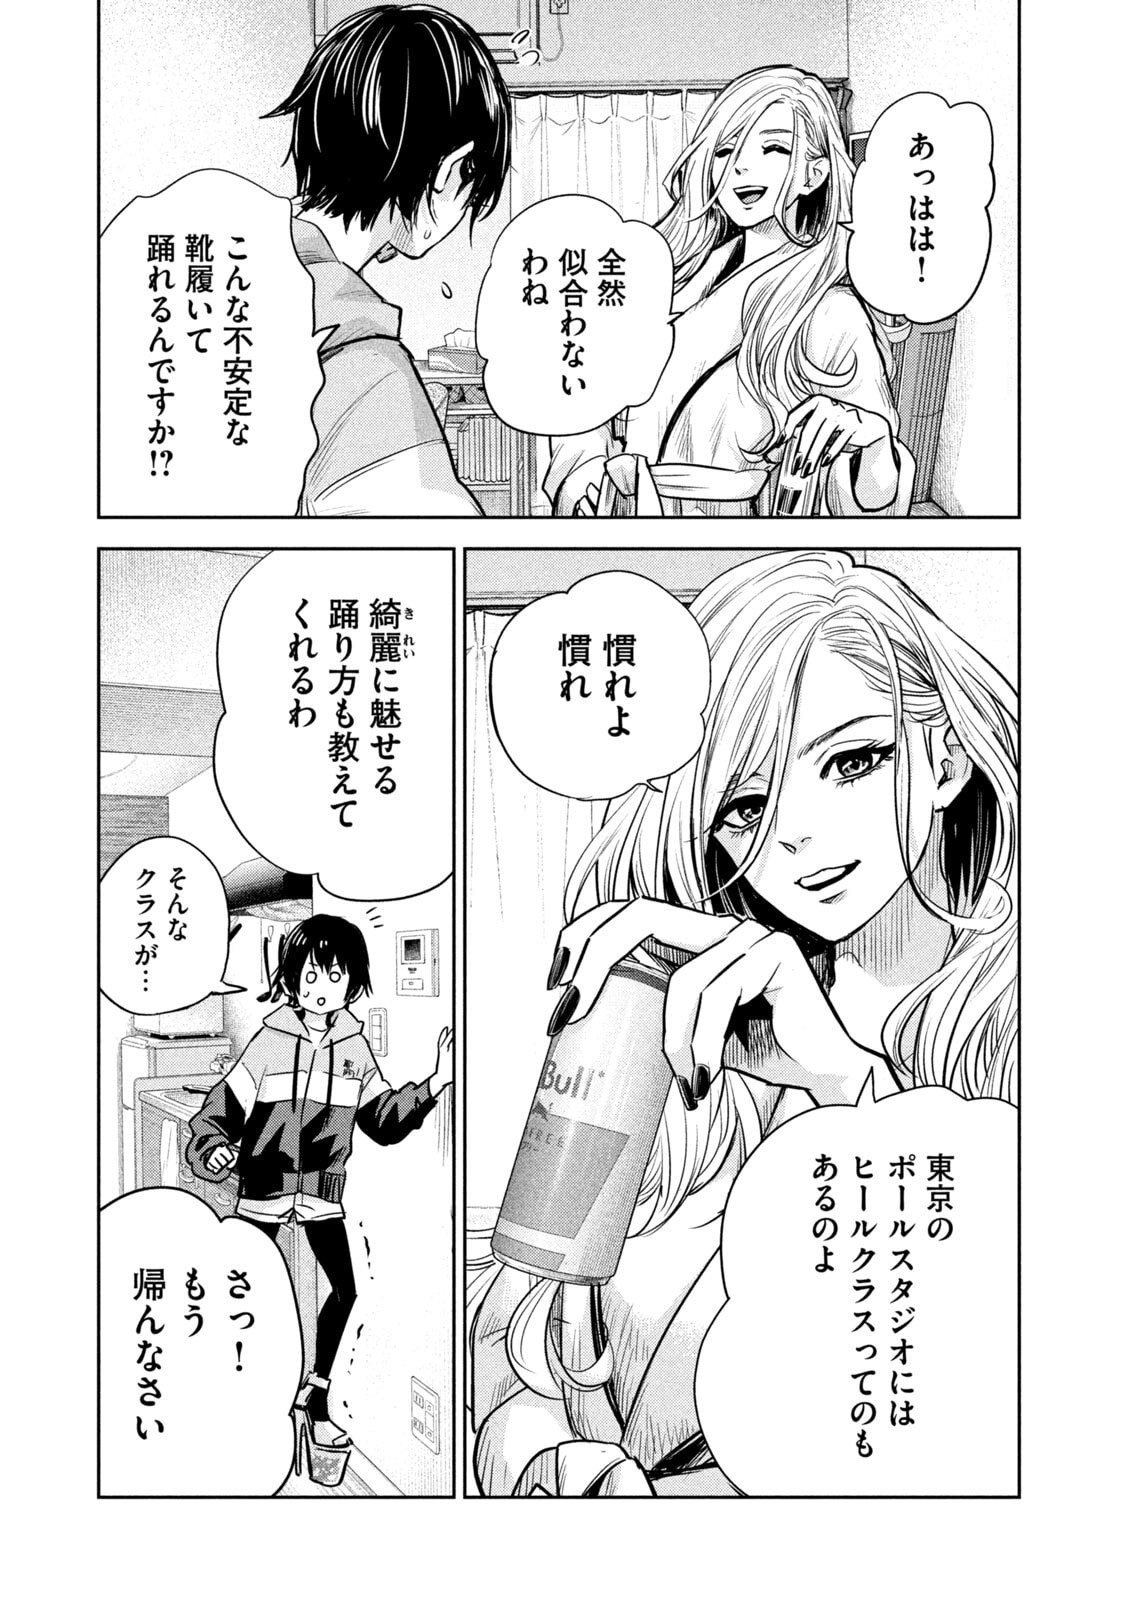 あっはは！
全然
似合わない
わね
こんな不安定な
靴履いて
踊れるんですか!?
慣れよ
慣れ
Bull
FREE
東京の
ポールスタジオには
ヒールクラスってのも
あるのよ
綺麗に魅せる
きれい
踊り方も教えて
くれるわ
そんな
クラスが…
さっ！
もう
帰んなさい